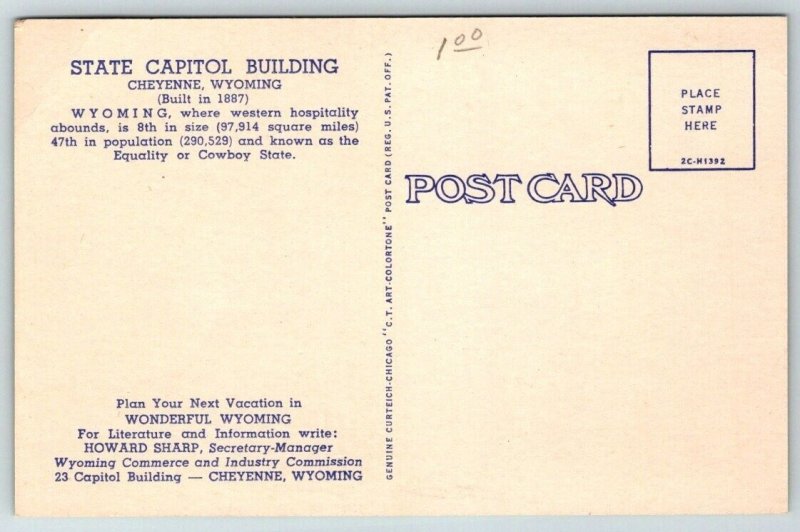 STATE CAPITOL BUILDING
CHEYENNE, WYOMING
(Built in 1887)
WYOMING, where western hospitality
abounds, is 8th in size (97,914 square miles)
47th in population (290,529) and known as the
Equality or Cowboy State.
Plan Your Next Vacation in
WONDERFUL WYOMING
For Literature and Information write:
HOWARD SHARP, Secretary-Manager
Wyoming Commerce and Industry Commission
23 Capitol Building — CHEYENNE, WYOMING
GENUINE CURTEICH-CHICAGO "C.T. ART-COLORTONE" POST CARD (REG. U.S. PAT. OFF.)
1 00
POST CARD
PLACE
STAMP
HERE
2C-H1392